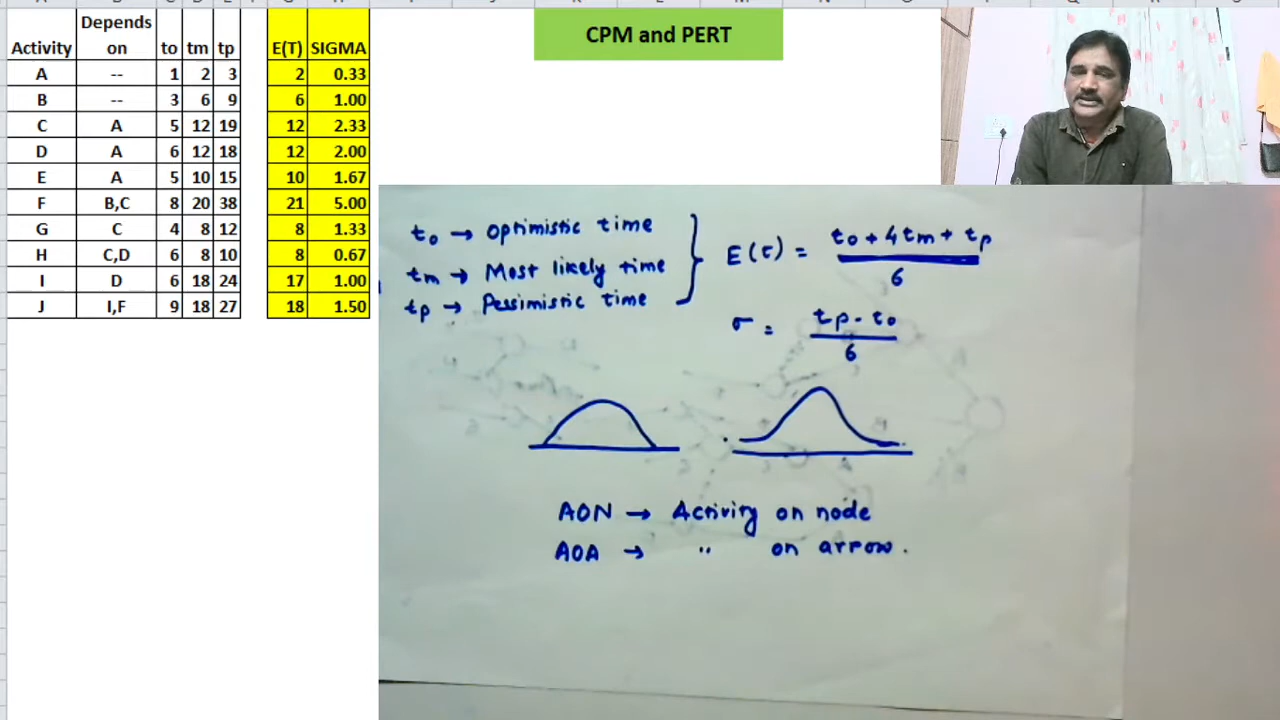 CPM and PERT
Depends
Activity on to tm tp E(T) SIGMA
A -- 1 2 3 2 0.33
B -- 3 6 9 6 1.00
C A 5 12 19 12 2.33
D A 6 12 18 12 2.00
E A 5 10 15 10 1.67
F B,C 8 20 38 21 5.00
G C 4 8 12 8 1.33
H C,D 6 8 10 8 0.67
I D 6 18 24 17 1.00
J I,F 9 18 27 18 1.50
to → Optimistic time
tm → Most likely time
tp → Pessimistic time
E(t) = to + 4tm + tp
6
σ = tp - to
6
AON → Activity on node
AOA → " on arrow.